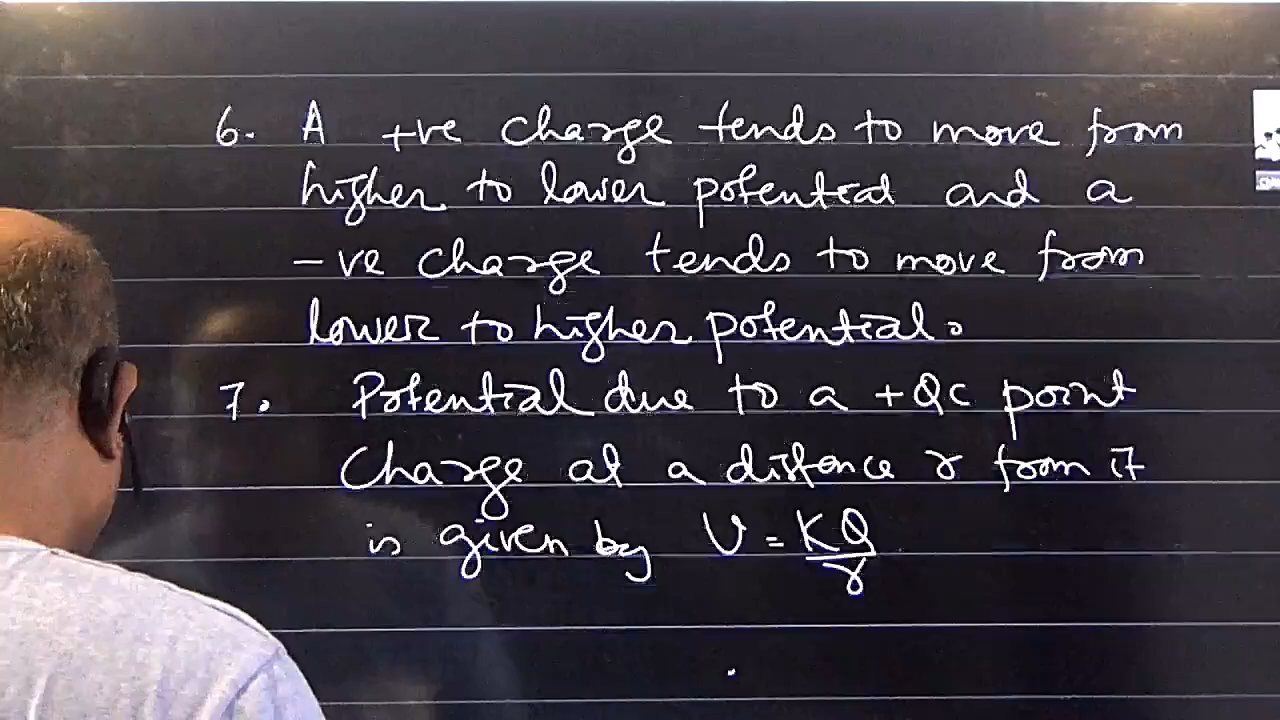 6. A +ve charge tends to move from
higher to lower potential and a
-ve charge tends to move from
lower to higher potential.
7. Potential due to a +QC point
Charge at a distance r from it
is given by V = KQ/r